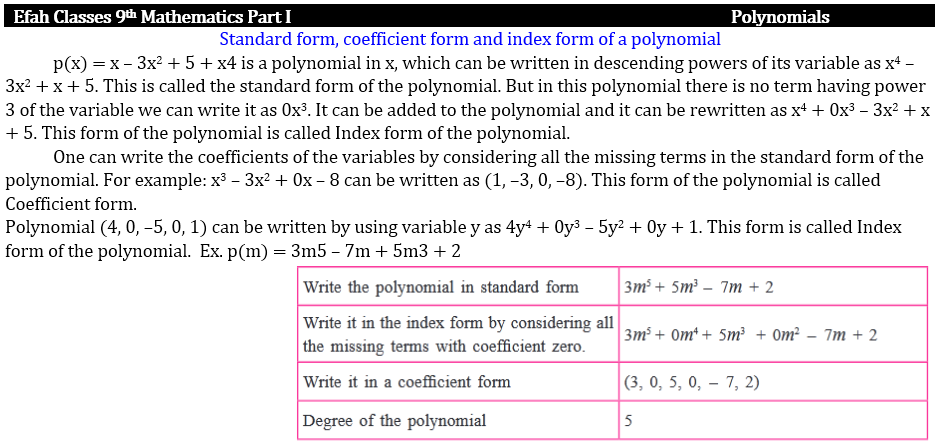 Efah Classes 9th Mathematics Part I Polynomials
Standard form, coefficient form and index form of a polynomial
p(x) = x – 3x² + 5 + x4 is a polynomial in x, which can be written in descending powers of its variable as x⁴ –
3x² + x + 5. This is called the standard form of the polynomial. But in this polynomial there is no term having power
3 of the variable we can write it as 0x³. It can be added to the polynomial and it can be rewritten as x⁴ + 0x³ – 3x² + x
+ 5. This form of the polynomial is called Index form of the polynomial.
One can write the coefficients of the variables by considering all the missing terms in the standard form of the
polynomial. For example: x³ – 3x² + 0x – 8 can be written as (1, –3, 0, –8). This form of the polynomial is called
Coefficient form.
Polynomial (4, 0, –5, 0, 1) can be written by using variable y as 4y⁴ + 0y³ – 5y² + 0y + 1. This form is called Index
form of the polynomial. Ex. p(m) = 3m5 – 7m + 5m3 + 2
Write the polynomial in standard form 3m⁵ + 5m³ – 7m + 2
Write it in the index form by considering all
the missing terms with coefficient zero. 3m⁵ + 0m⁴ + 5m³ + 0m² – 7m + 2
Write it in a coefficient form (3, 0, 5, 0, – 7, 2)
Degree of the polynomial 5